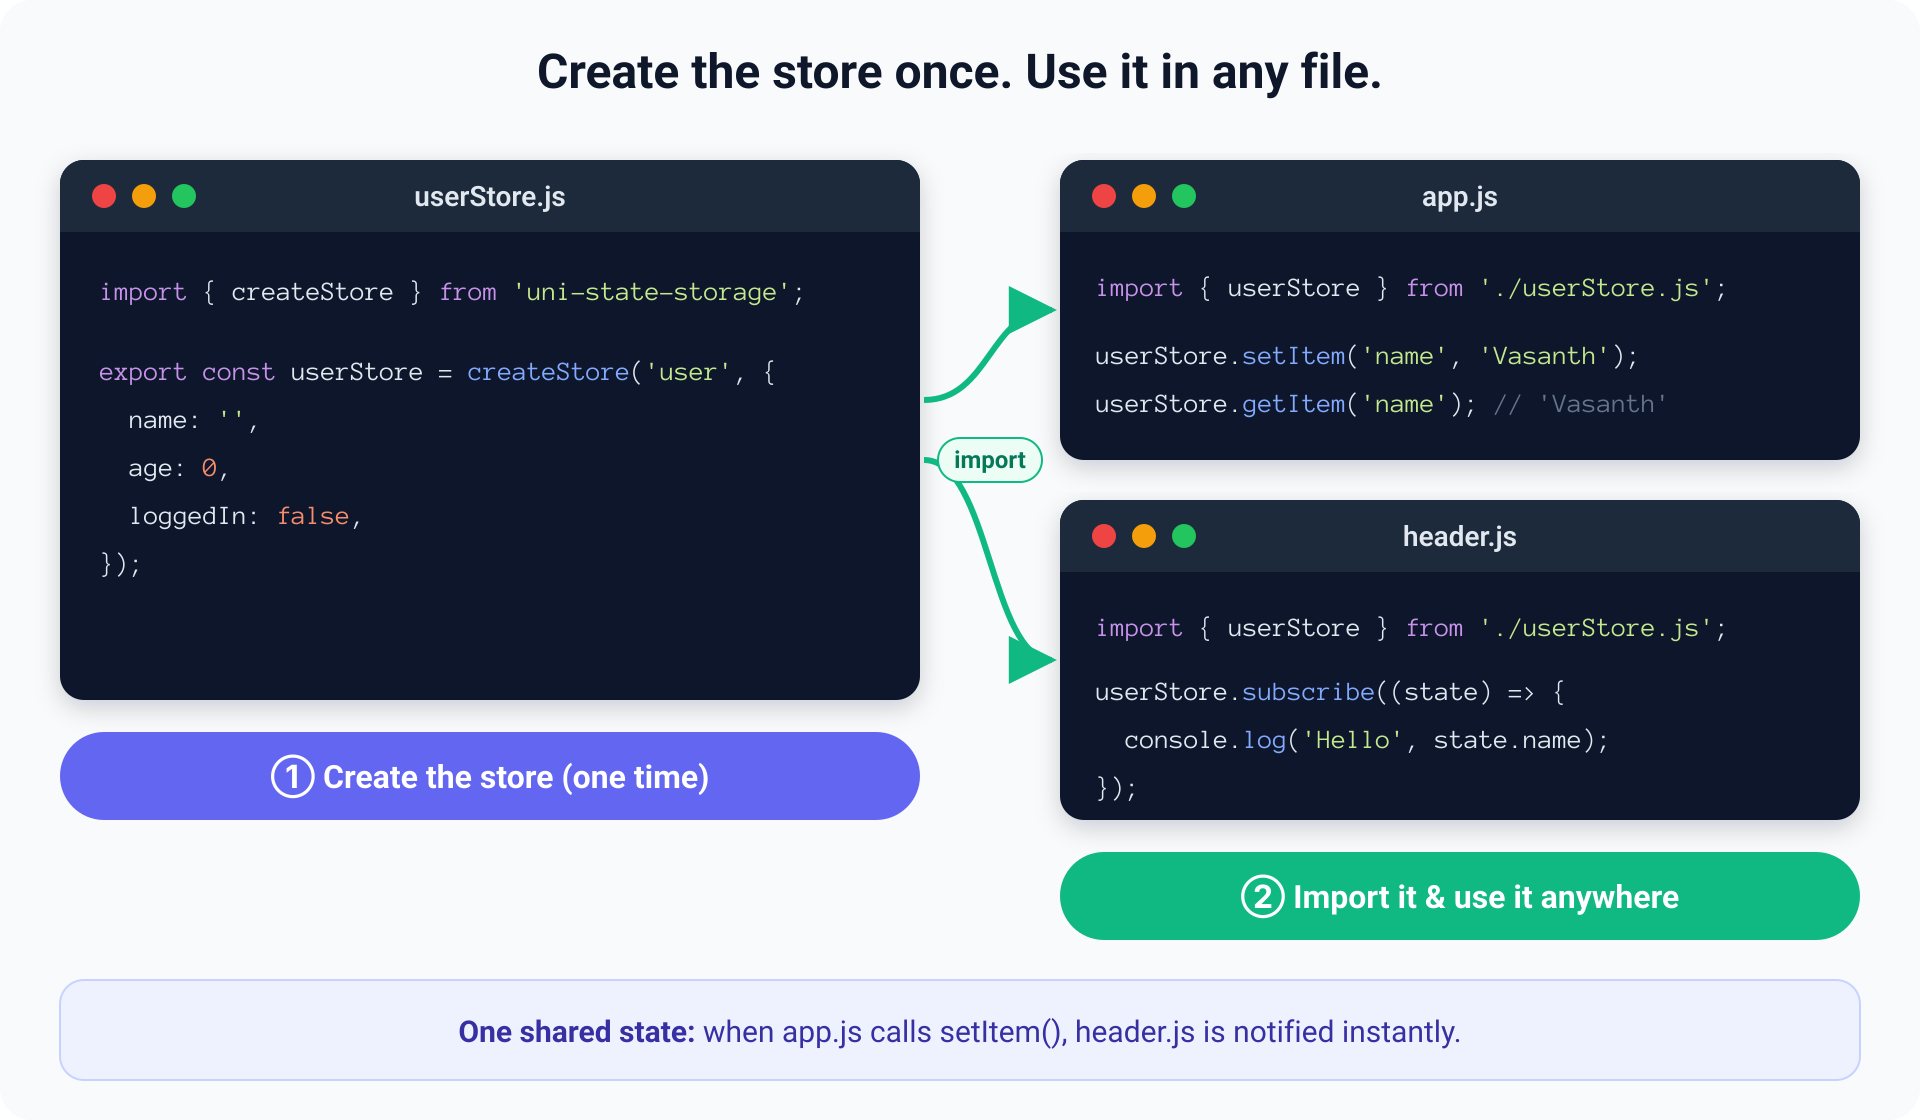 Create the store once. Use it in any file.
userStore.js
import { createStore } from 'uni-state-storage';
export const userStore = createStore('user', {
  name: '',
  age: 0,
  loggedIn: false,
});
① Create the store (one time)
import
app.js
import { userStore } from './userStore.js';
userStore.setItem('name', 'Vasanth');
userStore.getItem('name'); // 'Vasanth'
header.js
import { userStore } from './userStore.js';
userStore.subscribe((state) => {
  console.log('Hello', state.name);
});
② Import it & use it anywhere
One shared state: when app.js calls setItem(), header.js is notified instantly.